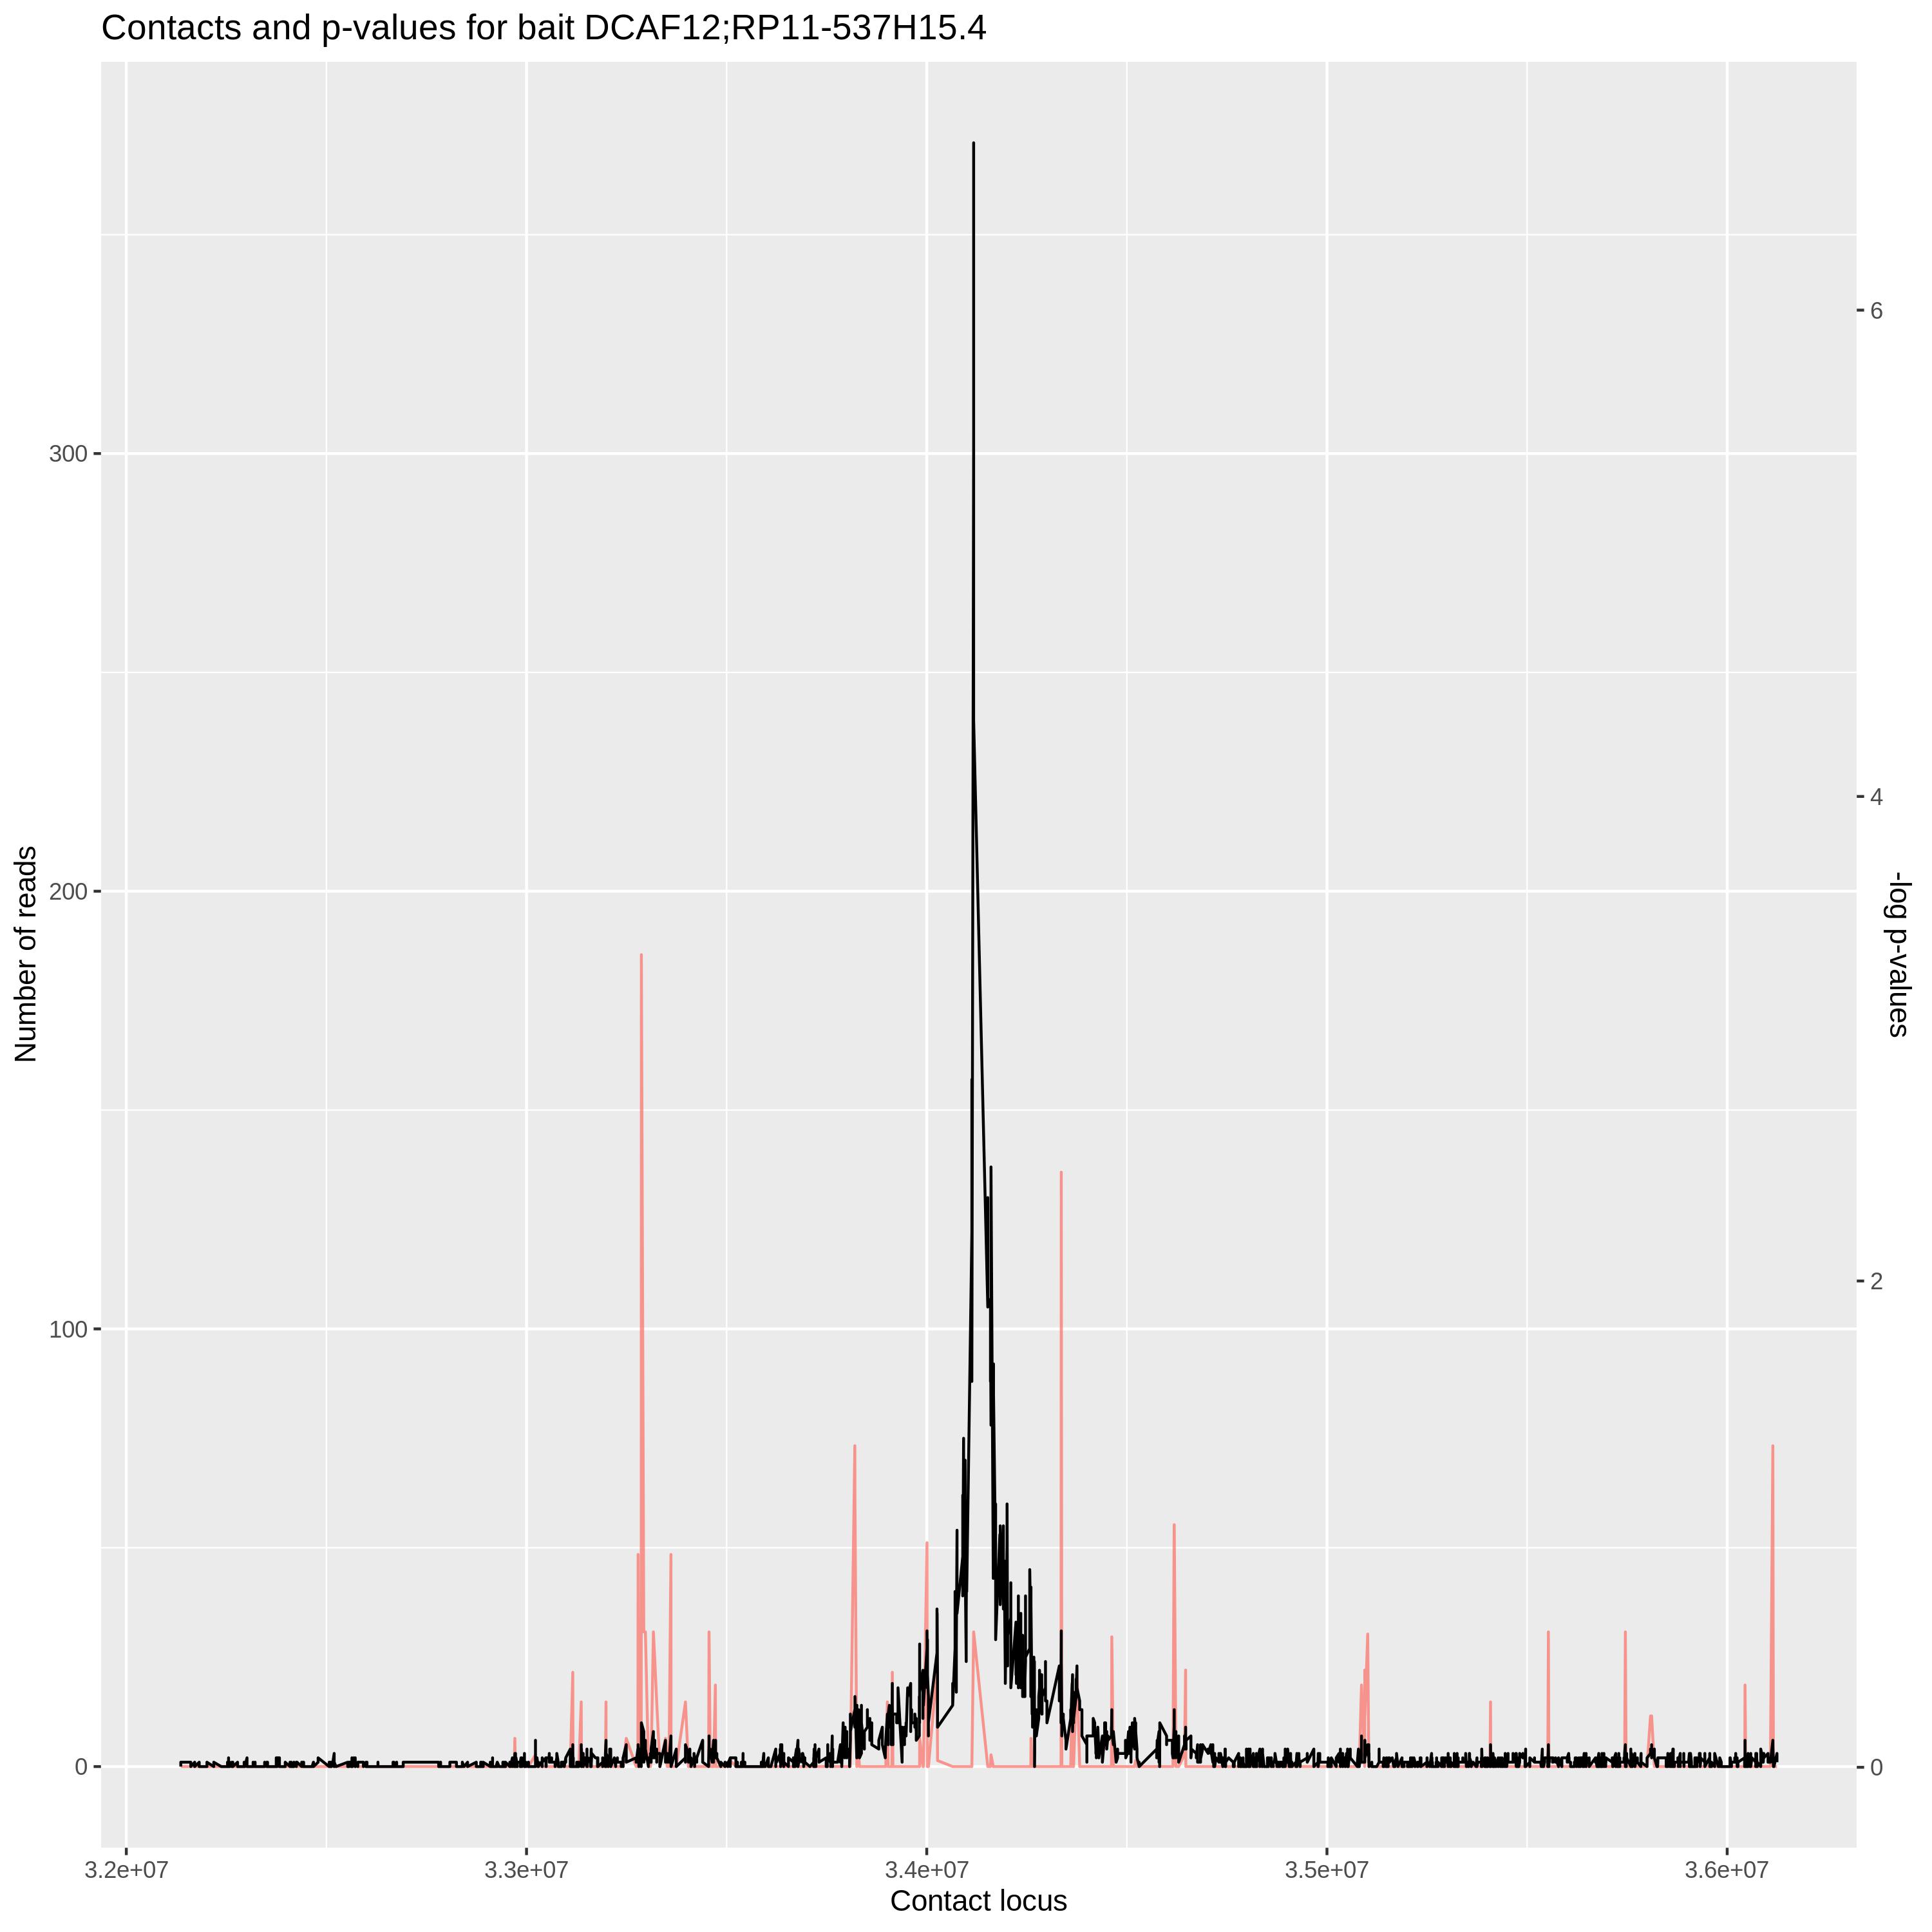 Contacts and p-values for bait DCAF12;RP11-537H15.4
Number of reads
300
200
100
0
6
4
2
0
-log p-values
3.2e+07
3.3e+07
3.4e+07
3.5e+07
3.6e+07
Contact locus